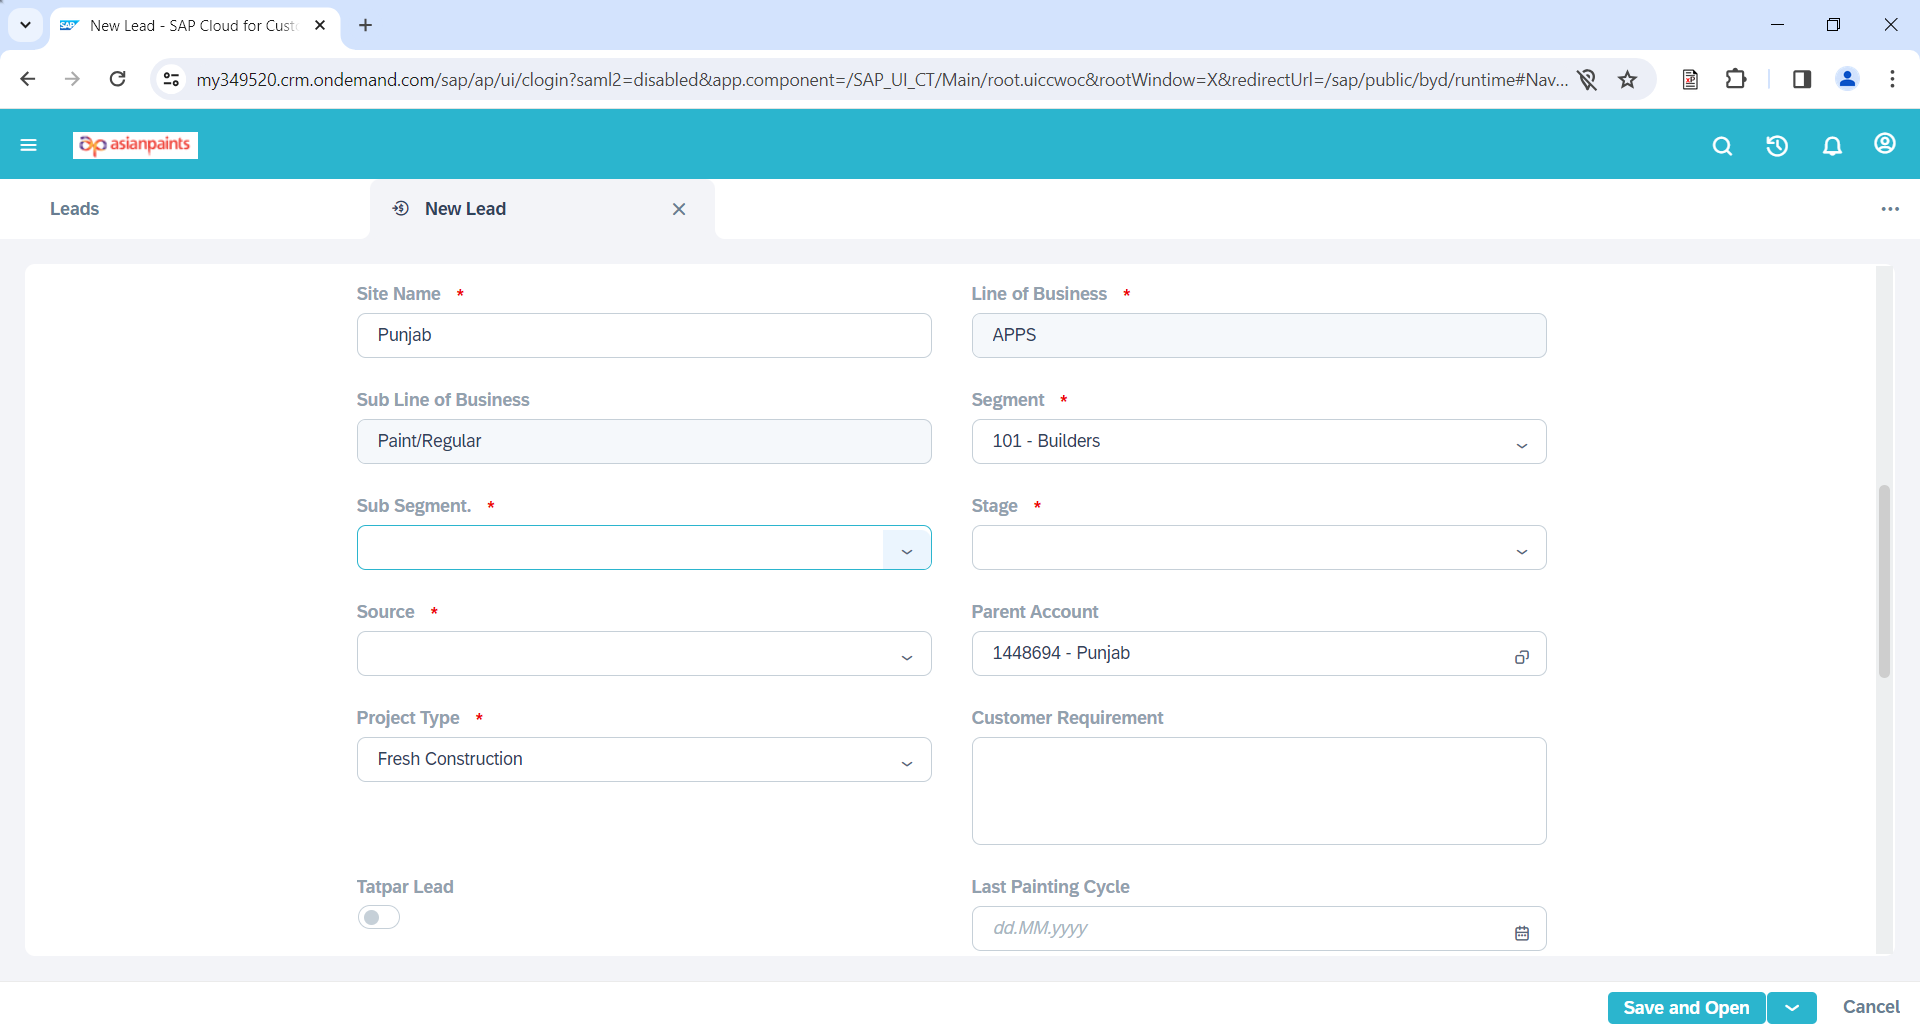 New Lead - SAP Cloud for Cust
my349520.crm.ondemand.com/sap/ap/ui/clogin?saml2=disabled&app.component=/SAP_UI_CT/Main/root.uiccwoc&rootWindow=X&redirectUrl=/sap/public/byd/runtime#Nav...
asianpaints
Leads
New Lead
Site Name *
Line of Business *
Punjab
APPS
Sub Line of Business
Segment *
Paint/Regular
101 - Builders
Sub Segment. *
Stage *
Source *
Parent Account
1448694 - Punjab
Project Type *
Customer Requirement
Fresh Construction
Tatpar Lead
Last Painting Cycle
dd.MM.yyyy
Save and Open
Cancel